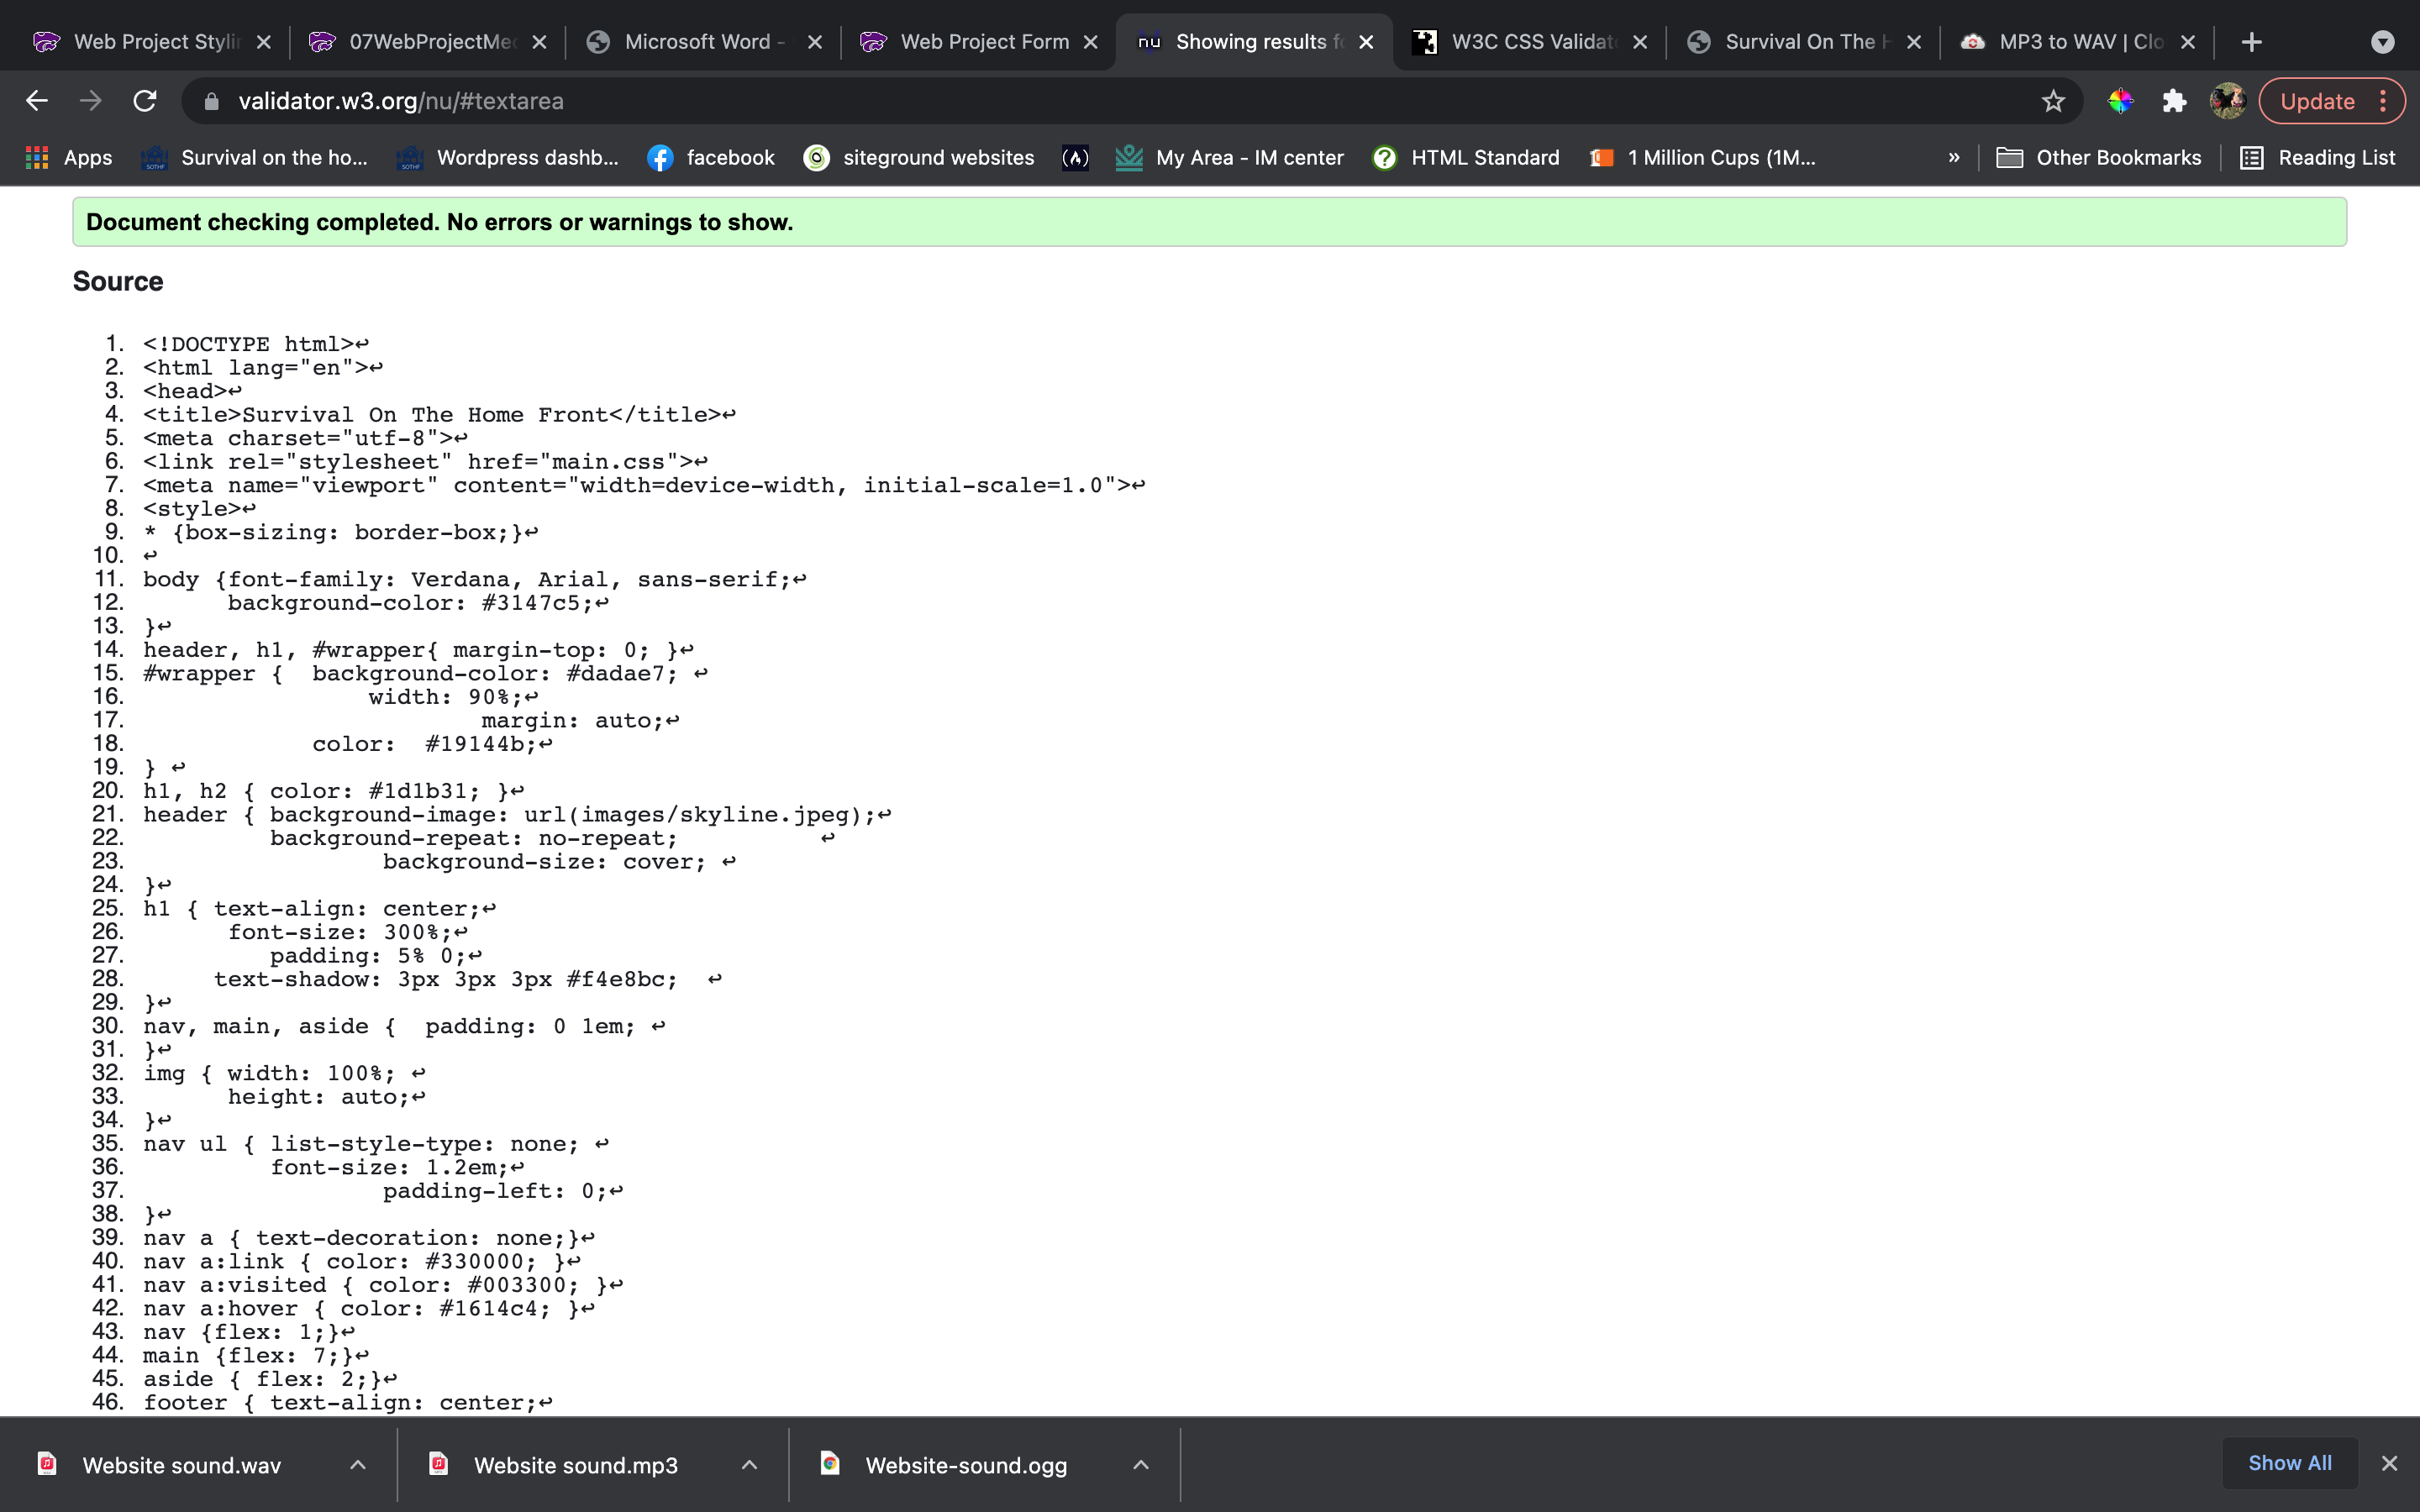 Web Project Stylin
07WebProjectMed
Microsoft Word -
Web Project Form
nu Showing results fo
W3C CSS Validat
Survival On The H
MP3 to WAV | Clo
validator.w3.org/nu/#textarea
Update
Apps
SOTHF Survival on the ho...
SOTHF Wordpress dashb...
facebook
siteground websites
My Area - IM center
HTML Standard
1 Million Cups (1M...
»
Other Bookmarks
Reading List
Document checking completed. No errors or warnings to show.
Source
1. <!DOCTYPE html>↩
2. <html lang="en">↩
3. <head>↩
4. <title>Survival On The Home Front</title>↩
5. <meta charset="utf-8">↩
6. <link rel="stylesheet" href="main.css">↩
7. <meta name="viewport" content="width=device-width, initial-scale=1.0">↩
8. <style>↩
9. * {box-sizing: border-box;}↩
10. ↩
11. body {font-family: Verdana, Arial, sans-serif;↩
12. background-color: #3147c5;↩
13. }↩
14. header, h1, #wrapper{ margin-top: 0; }↩
15. #wrapper {  background-color: #dadae7; ↩
16. width: 90%;↩
17. margin: auto;↩
18. color:  #19144b;↩
19. } ↩
20. h1, h2 { color: #1d1b31; }↩
21. header { background-image: url(images/skyline.jpeg);↩
22. background-repeat: no-repeat; ↩
23. background-size: cover; ↩
24. }↩
25. h1 { text-align: center;↩
26. font-size: 300%;↩
27. padding: 5% 0;↩
28. text-shadow: 3px 3px 3px #f4e8bc;  ↩
29. }↩
30. nav, main, aside {  padding: 0 1em; ↩
31. }↩
32. img { width: 100%; ↩
33. height: auto;↩
34. }↩
35. nav ul { list-style-type: none; ↩
36. font-size: 1.2em;↩
37. padding-left: 0;↩
38. }↩
39. nav a { text-decoration: none;}↩
40. nav a:link { color: #330000; }↩
41. nav a:visited { color: #003300; }↩
42. nav a:hover { color: #1614c4; }↩
43. nav {flex: 1;}↩
44. main {flex: 7;}↩
45. aside { flex: 2;}↩
46. footer { text-align: center;↩
Website sound.wav
Website sound.mp3
Website-sound.ogg
Show All